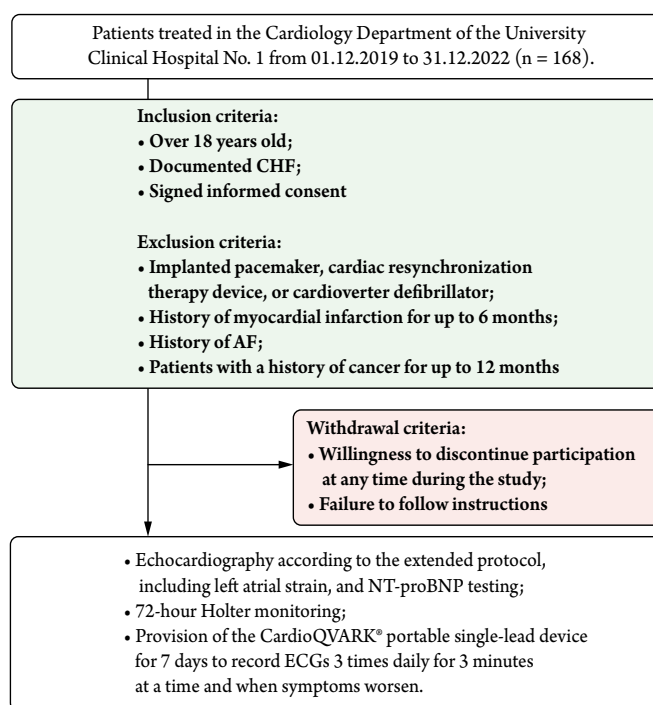 Patients treated in the Cardiology Department of the University
Clinical Hospital No. 1 from 01.12.2019 to 31.12.2022 (n = 168).
Inclusion criteria:
• Over 18 years old;
• Documented CHF;
• Signed informed consent
Exclusion criteria:
• Implanted pacemaker, cardiac resynchronization
therapy device, or cardioverter defibrillator;
• History of myocardial infarction for up to 6 months;
• History of AF;
• Patients with a history of cancer for up to 12 months
Withdrawal criteria:
• Willingness to discontinue participation
at any time during the study;
• Failure to follow instructions
• Echocardiography according to the extended protocol,
including left atrial strain, and NT-proBNP testing;
• 72-hour Holter monitoring;
• Provision of the CardioQVARK® portable single-lead device
for 7 days to record ECGs 3 times daily for 3 minutes
at a time and when symptoms worsen.